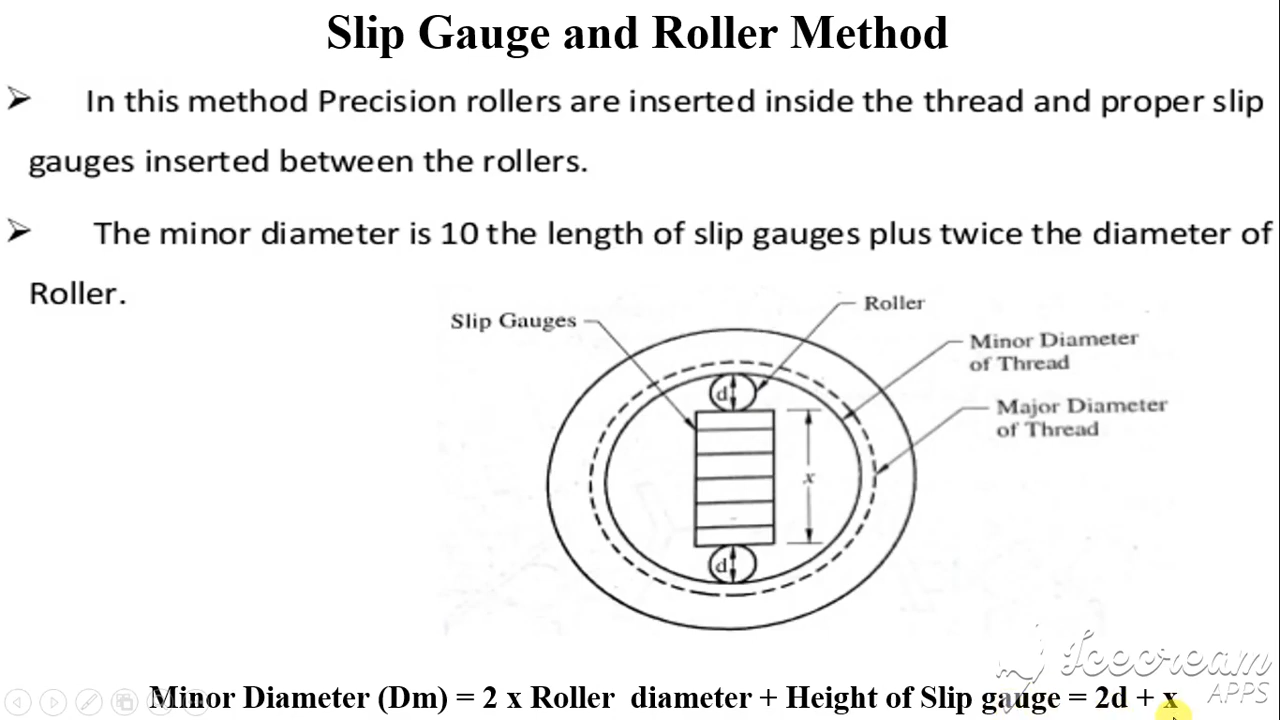 Slip Gauge and Roller Method
➢ In this method Precision rollers are inserted inside the thread and proper slip
gauges inserted between the rollers.
➢ The minor diameter is 10 the length of slip gauges plus twice the diameter of
Roller.
Roller
Slip Gauges
Minor Diameter
of Thread
d
Major Diameter
of Thread
x
d
Icecream
APPS
Minor Diameter (Dm) = 2 x Roller diameter + Height of Slip gauge = 2d + x